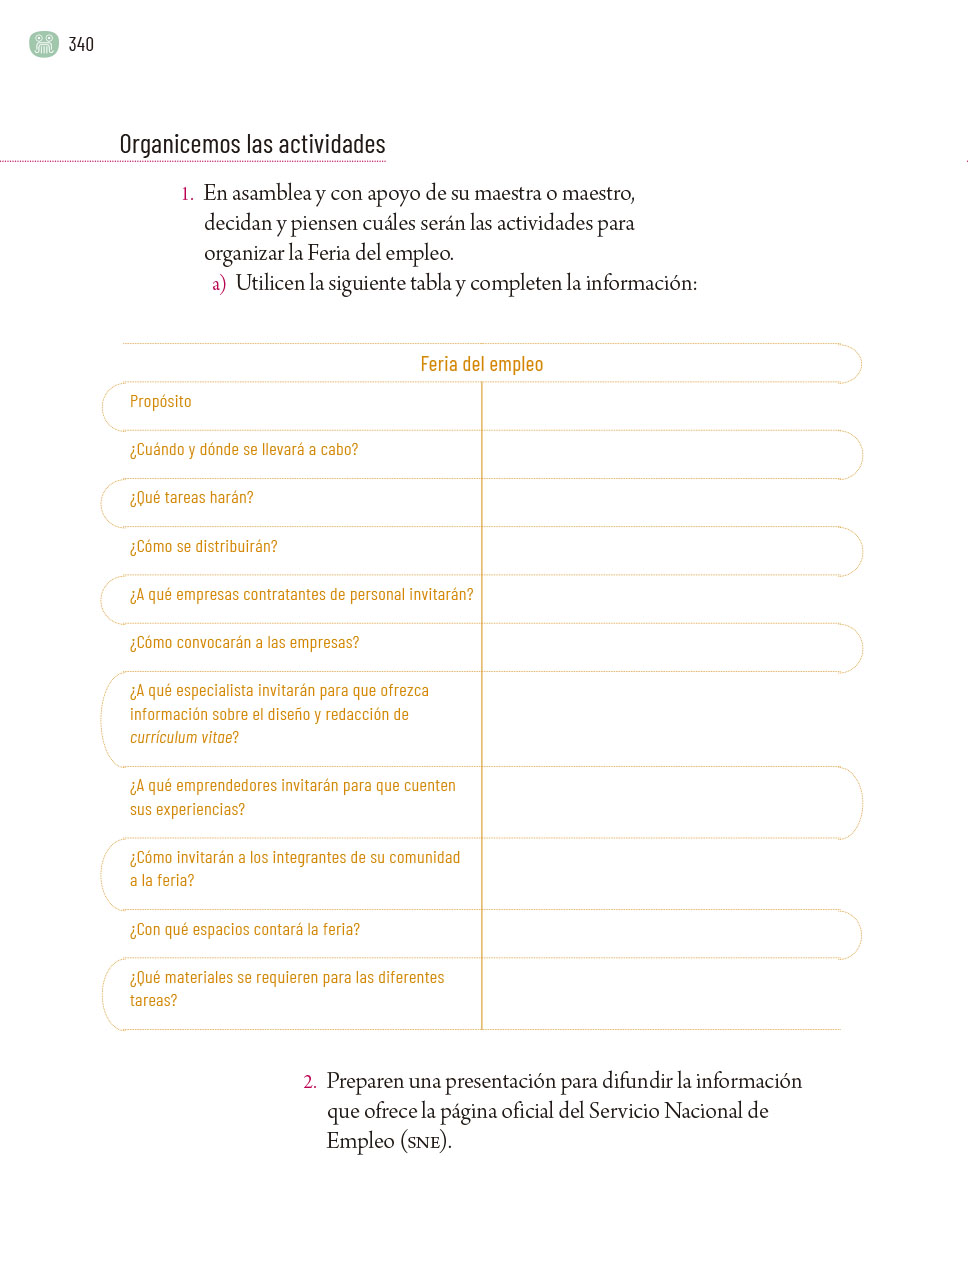 340
Organicemos las actividades
1. En asamblea y con apoyo de su maestra o maestro,
decidan y piensen cuáles serán las actividades para
organizar la Feria del empleo.
a) Utilicen la siguiente tabla y completen la información:
Feria del empleo
Propósito
¿Cuándo y dónde se llevará a cabo?
¿Qué tareas harán?
¿Cómo se distribuirán?
¿A qué empresas contratantes de personal invitarán?
¿Cómo convocarán a las empresas?
¿A qué especialista invitarán para que ofrezca
información sobre el diseño y redacción de
currículum vitae?
¿A qué emprendedores invitarán para que cuenten
sus experiencias?
¿Cómo invitarán a los integrantes de su comunidad
a la feria?
¿Con qué espacios contará la feria?
¿Qué materiales se requieren para las diferentes
tareas?
2. Preparen una presentación para difundir la información
que ofrece la página oficial del Servicio Nacional de
Empleo (SNE).